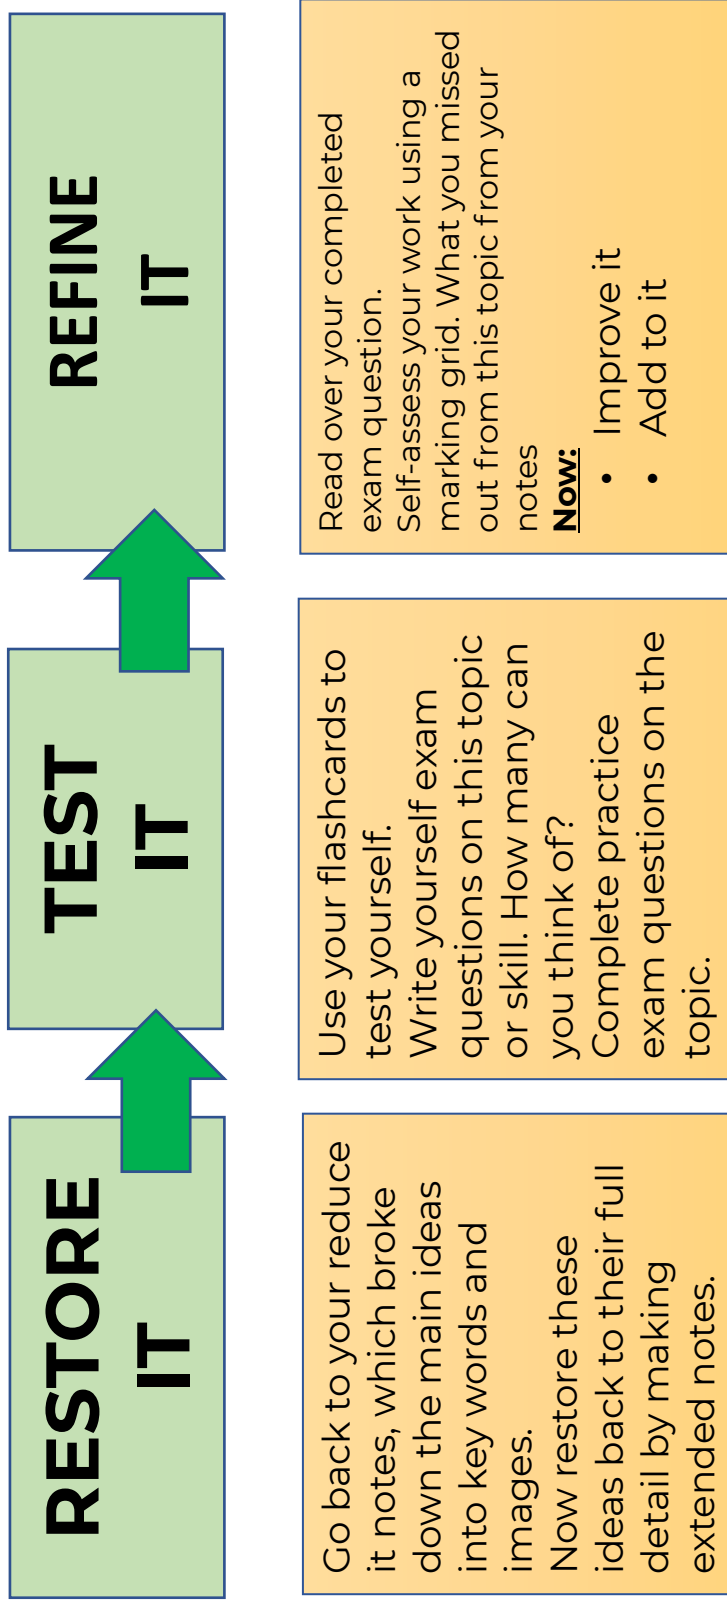 RESTORE
IT
TEST
IT
REFINE
IT
Go back to your reduce
it notes, which broke
down the main ideas
into key words and
images.
Now restore these
ideas back to their full
detail by making
extended notes.
Use your flashcards to
test yourself.
Write yourself exam
questions on this topic
or skill. How many can
you think of?
Complete practice
exam questions on the
topic.
Read over your completed
exam question.
Self-assess your work using a
marking grid. What you missed
out from this topic from your
notes
Now:
• Improve it
• Add to it